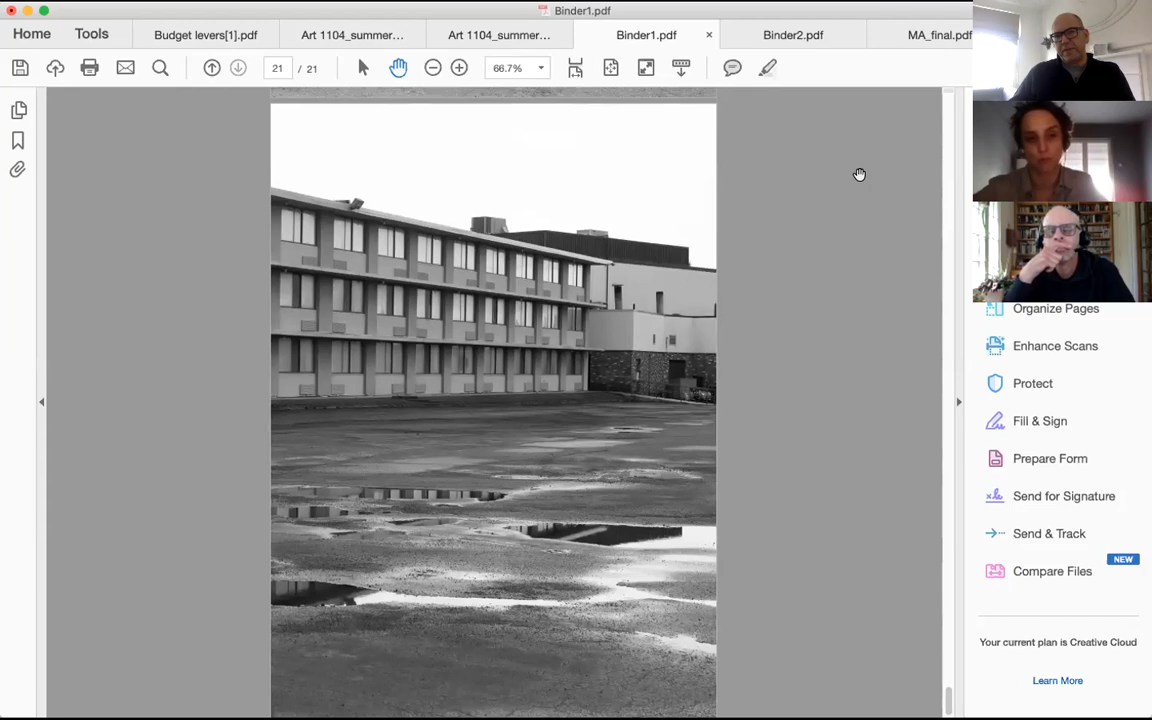 Binder1.pdf
Home Tools Budget levers[1].pdf Art 1104_summer... Art 1104_summer... Binder1.pdf × Binder2.pdf MA_final.pdf
21 / 21 66.7%
Organize Pages
Enhance Scans
Protect
Fill & Sign
Prepare Form
Send for Signature
Send & Track
NEW
Compare Files
Your current plan is Creative Cloud
Learn More